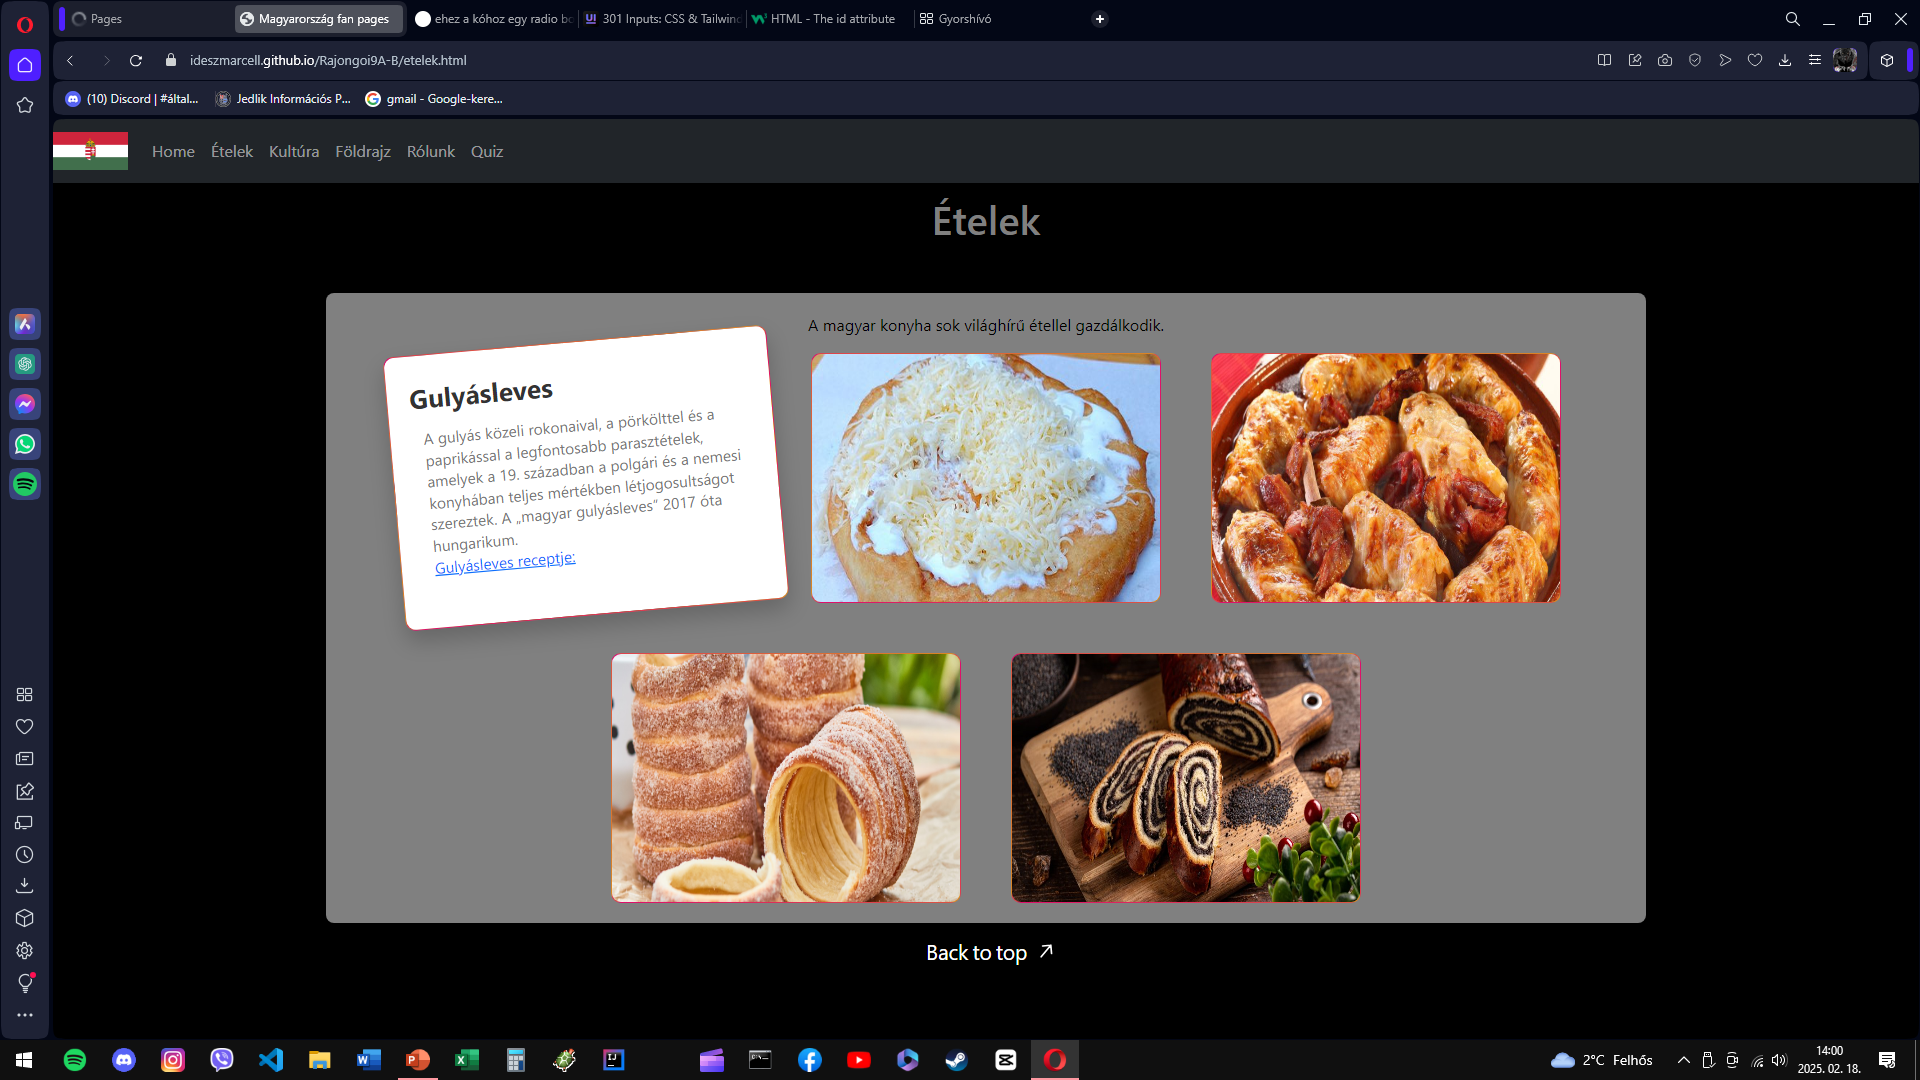 Pages
Magyarország fan pages
ehez a kóhoz egy radio bo
301 Inputs: CSS & Tailwind
HTML - The id attribute
Gyorshívó
ideszmarcell.github.io/Rajongoi9A-B/etelek.html
(10) Discord | #által...
Jedlik Információs P...
gmail - Google-kere...
Home
Ételek
Kultúra
Földrajz
Rólunk
Quiz
Ételek
A magyar konyha sok világhírű étellel gazdálkodik.
Gulyásleves
A gulyás közeli rokonaival, a pörkölttel és a
paprikással a legfontosabb parasztételek,
amelyek a 19. században a polgári és a nemesi
konyhában teljes mértékben létjogosultságot
szereztek. A „magyar gulyásleves” 2017 óta
hungarikum.
Gulyásleves receptje:
Back to top
2°C Felhős
14:00
2025. 02. 18.